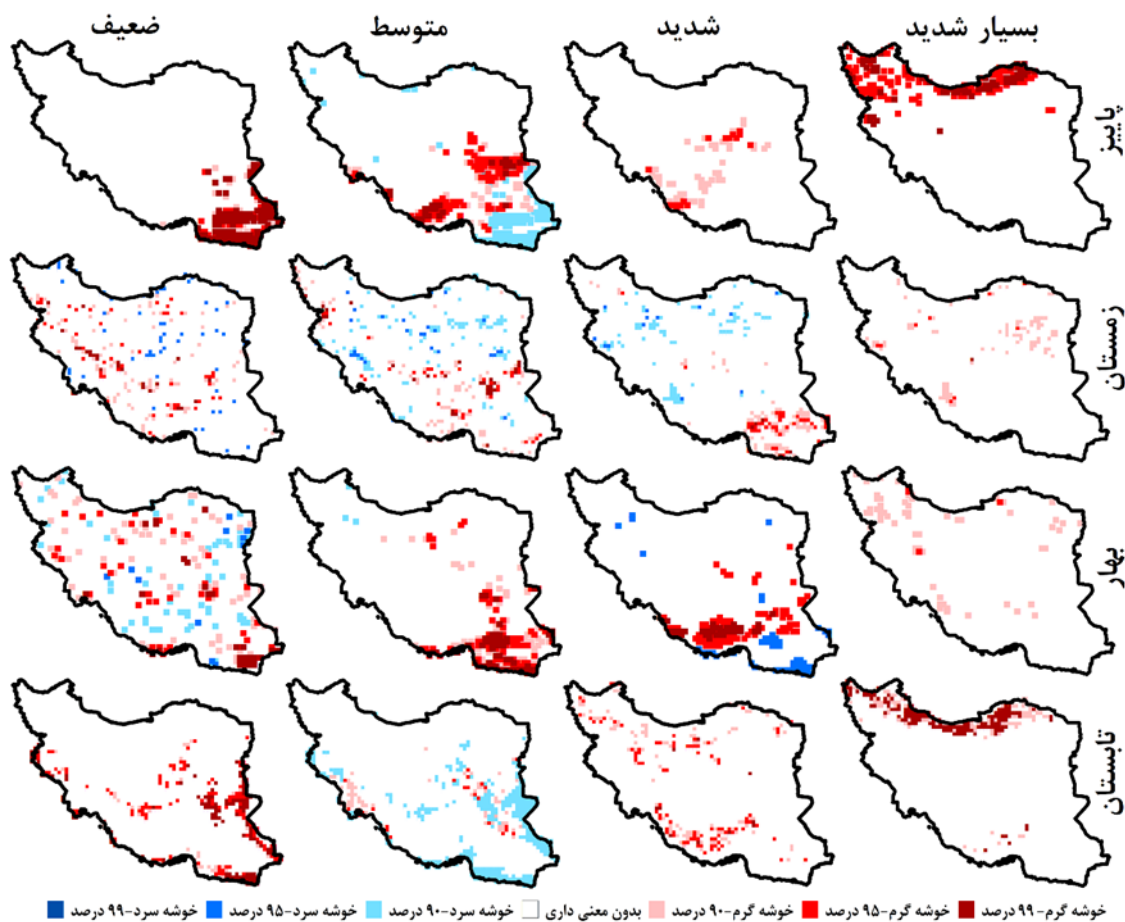 بسیار شدید شدید متوسط ضعیف
پاییز
زمستان
بهار
تابستان
خوشه گرم-۹۹ درصد خوشه گرم-۹۵ درصد خوشه گرم-۹۰ درصد بدون معنی داری خوشه سرد-۹۰ درصد خوشه سرد-۹۵ درصد خوشه سرد-۹۹ درصد